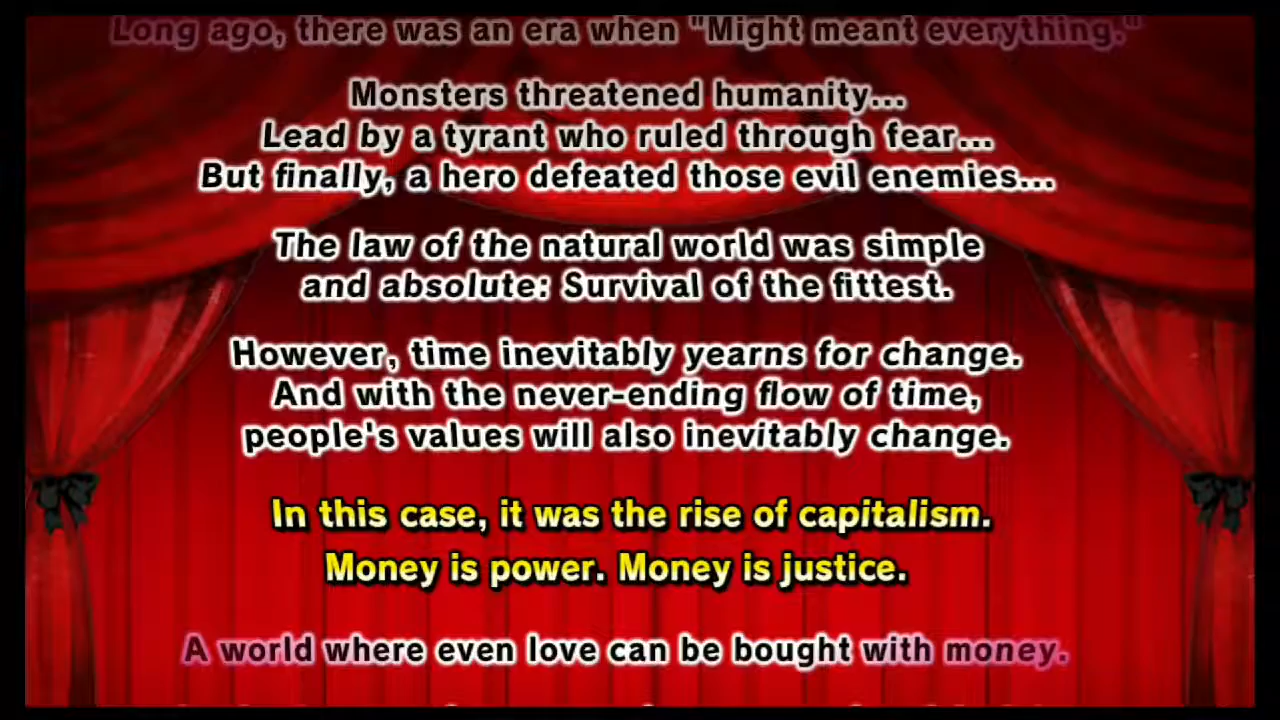 Long ago, there was an era when "Might meant everything."
Monsters threatened humanity...
Lead by a tyrant who ruled through fear...
But finally, a hero defeated those evil enemies...
The law of the natural world was simple
and absolute: Survival of the fittest.
However, time inevitably yearns for change.
And with the never-ending flow of time,
people's values will also inevitably change.
In this case, it was the rise of capitalism.
Money is power. Money is justice.
A world where even love can be bought with money.